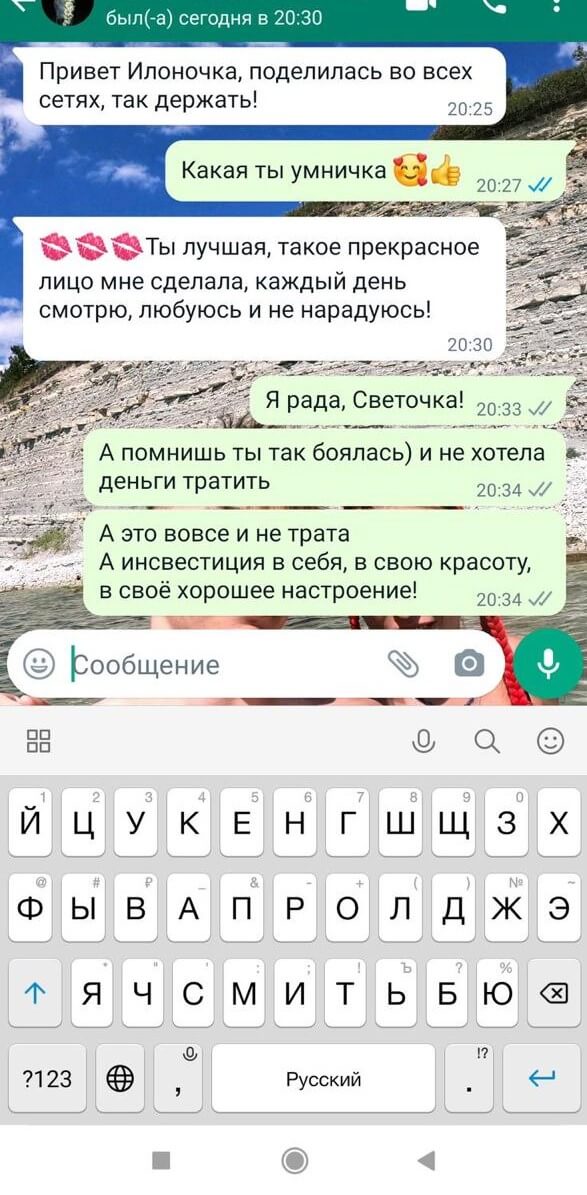 был(-а) сегодня в 20:30
Привет Илоночка, поделилась во всех
сетях, так держать!
20:25
Какая ты умничка 🥰👍
20:27
💋💋💋Ты лучшая, такое прекрасное
лицо мне сделала, каждый день
смотрю, любуюсь и не нарадуюсь!
20:30
Я рада, Светочка!
20:33
А помнишь ты так боялась) и не хотела
деньги тратить
20:34
А это вовсе и не трата
А инсвестиция в себя, в свою красоту,
в своё хорошее настроение!
20:34
Сообщение
1 2 3 4 5 6 7 8 9 0
Й Ц У К Е Н Г Ш Щ З Х
@ # ₽ _ & - + ( ) № ~
Ф Ы В А П Р О Л Д Ж Э
* " ' : ; ! Ъ ? %
Я Ч С М И Т Ь Б Ю
!?
?123 , Русский .